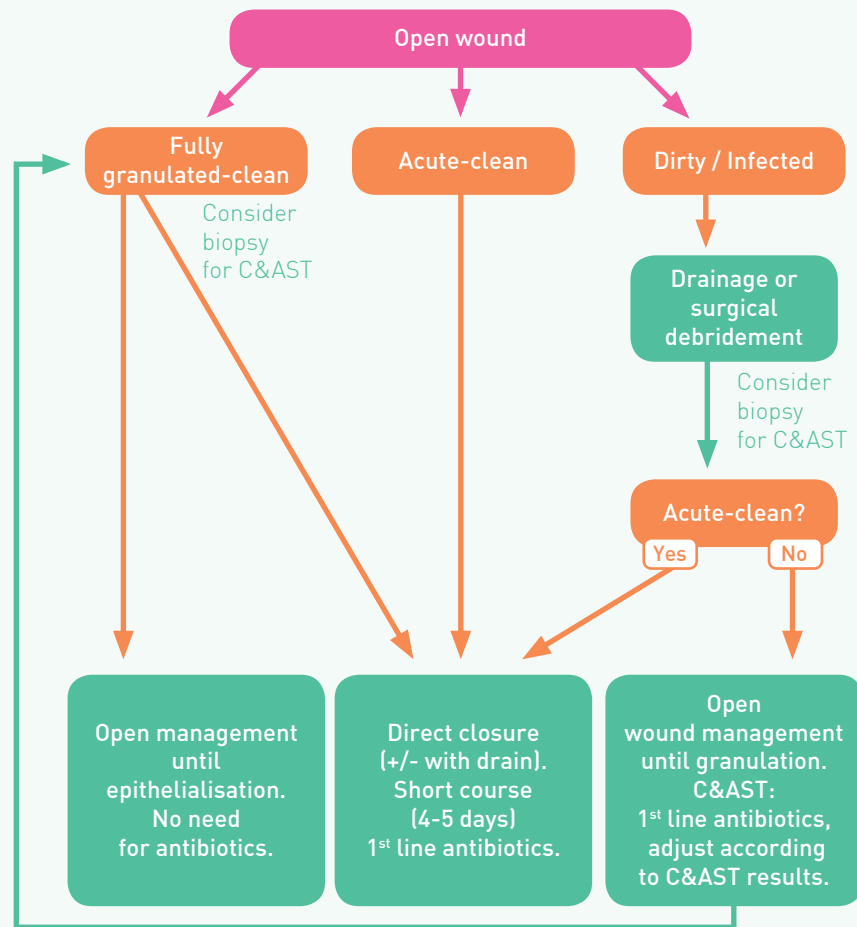 Open wound
Fully
granulated-clean
Acute-clean
Dirty / Infected
Consider
biopsy
for C&AST
Drainage or
surgical
debridement
Consider
biopsy
for C&AST
Acute-clean?
Yes
No
Open management
until
epithelialisation.
No need
for antibiotics.
Direct closure
(+/- with drain).
Short course
(4-5 days)
1st line antibiotics.
Open
wound management
until granulation.
C&AST:
1st line antibiotics,
adjust according
to C&AST results.